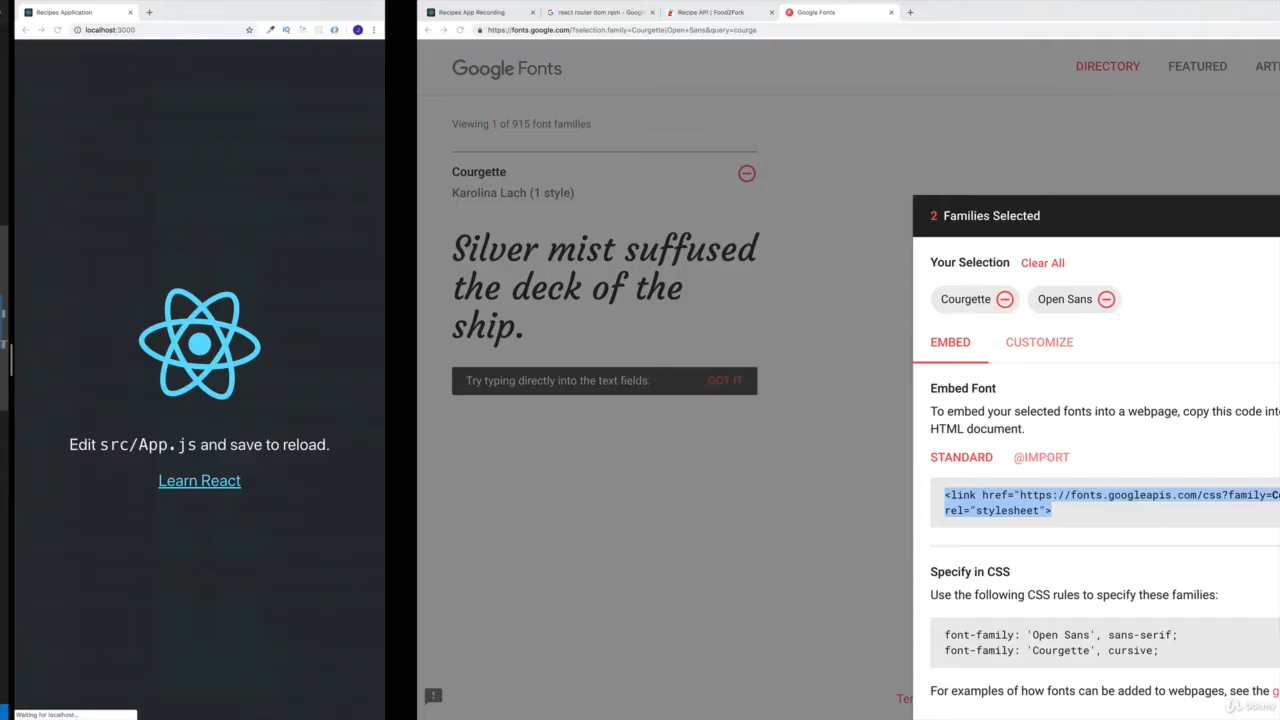 Recipes Application
localhost:3000
Edit src/App.js and save to reload.
Learn React
Waiting for localhost...
Recipes App Recording
react router dom npm - Goog
Recipe API | Food2Fork
Google Fonts
https://fonts.google.com/?selection.family=Courgette|Open+Sans&query=courge
Google Fonts
DIRECTORY
FEATURED
ART
Viewing 1 of 915 font families
Courgette
Karolina Lach (1 style)
Silver mist suffused
the deck of the
ship.
Try typing directly into the text fields.
GOT IT
Ter
2 Families Selected
Your Selection
Clear All
Courgette
Open Sans
EMBED
CUSTOMIZE
Embed Font
To embed your selected fonts into a webpage, copy this code into
HTML document.
STANDARD
@IMPORT
<link href="https://fonts.googleapis.com/css?family=Co
rel="stylesheet">
Specify in CSS
Use the following CSS rules to specify these families:
font-family: 'Open Sans', sans-serif;
font-family: 'Courgette', cursive;
For examples of how fonts can be added to webpages, see the g
Udemy